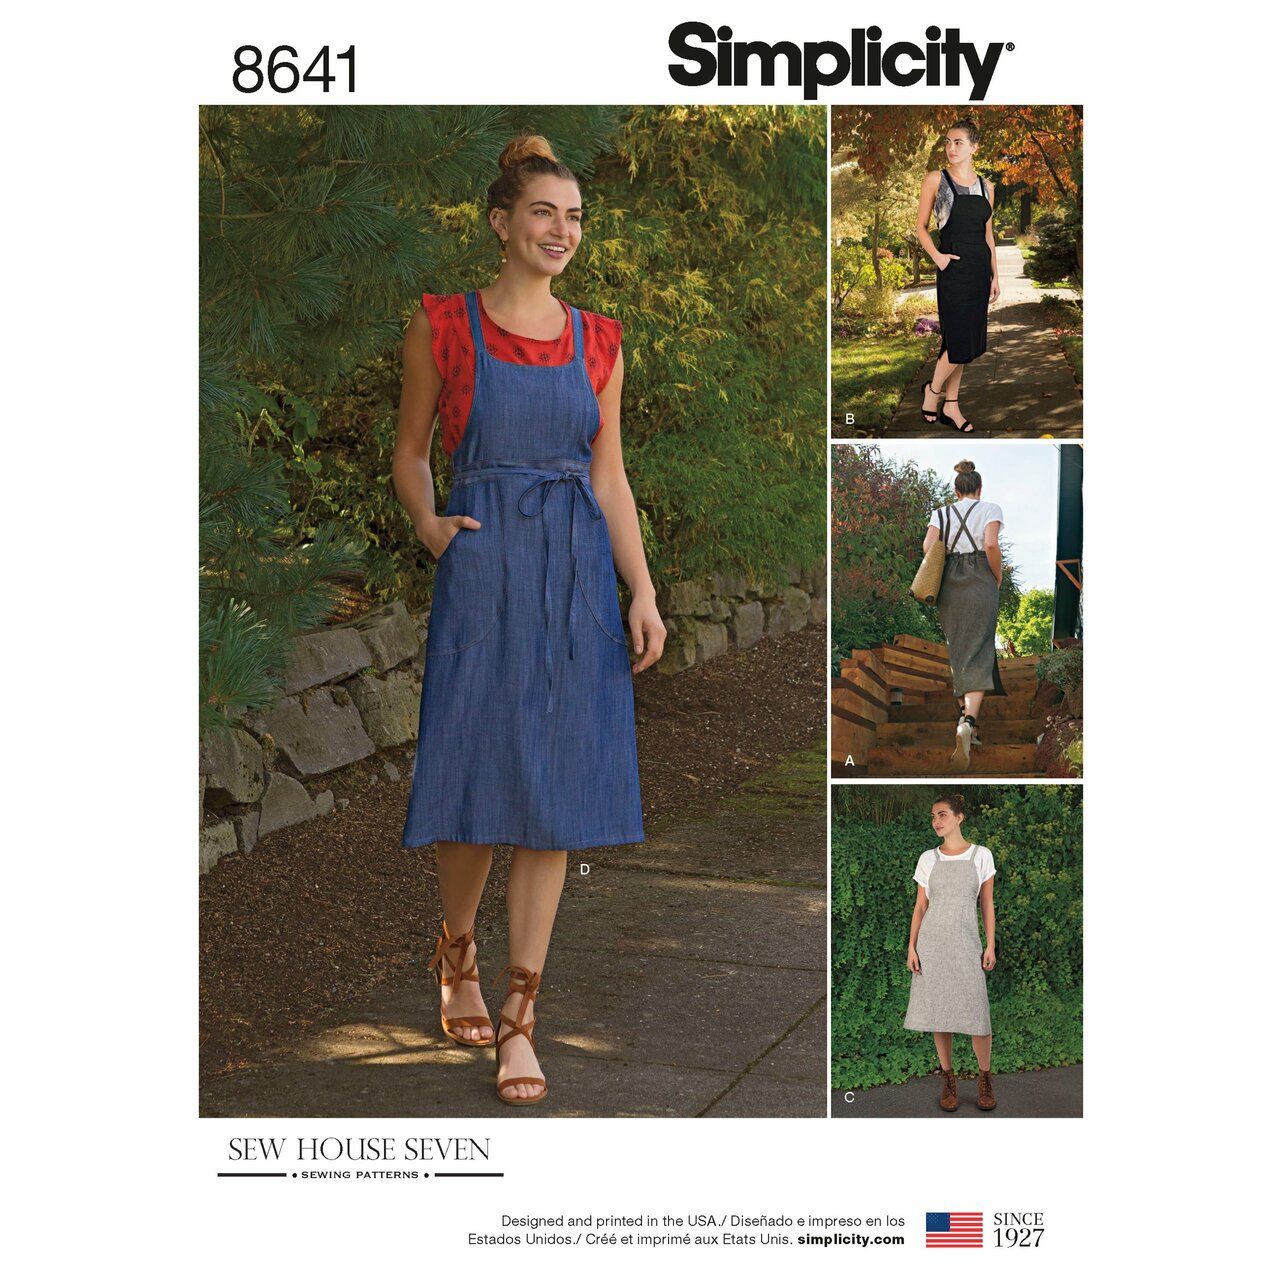 8641
Simplicity®
B
A
D
C
SEW HOUSE SEVEN
• SEWING PATTERNS •
Designed and printed in the USA./ Diseñado e impreso en los
Estados Unidos./ Créé et imprimé aux Etats Unis. simplicity.com
SINCE
1927